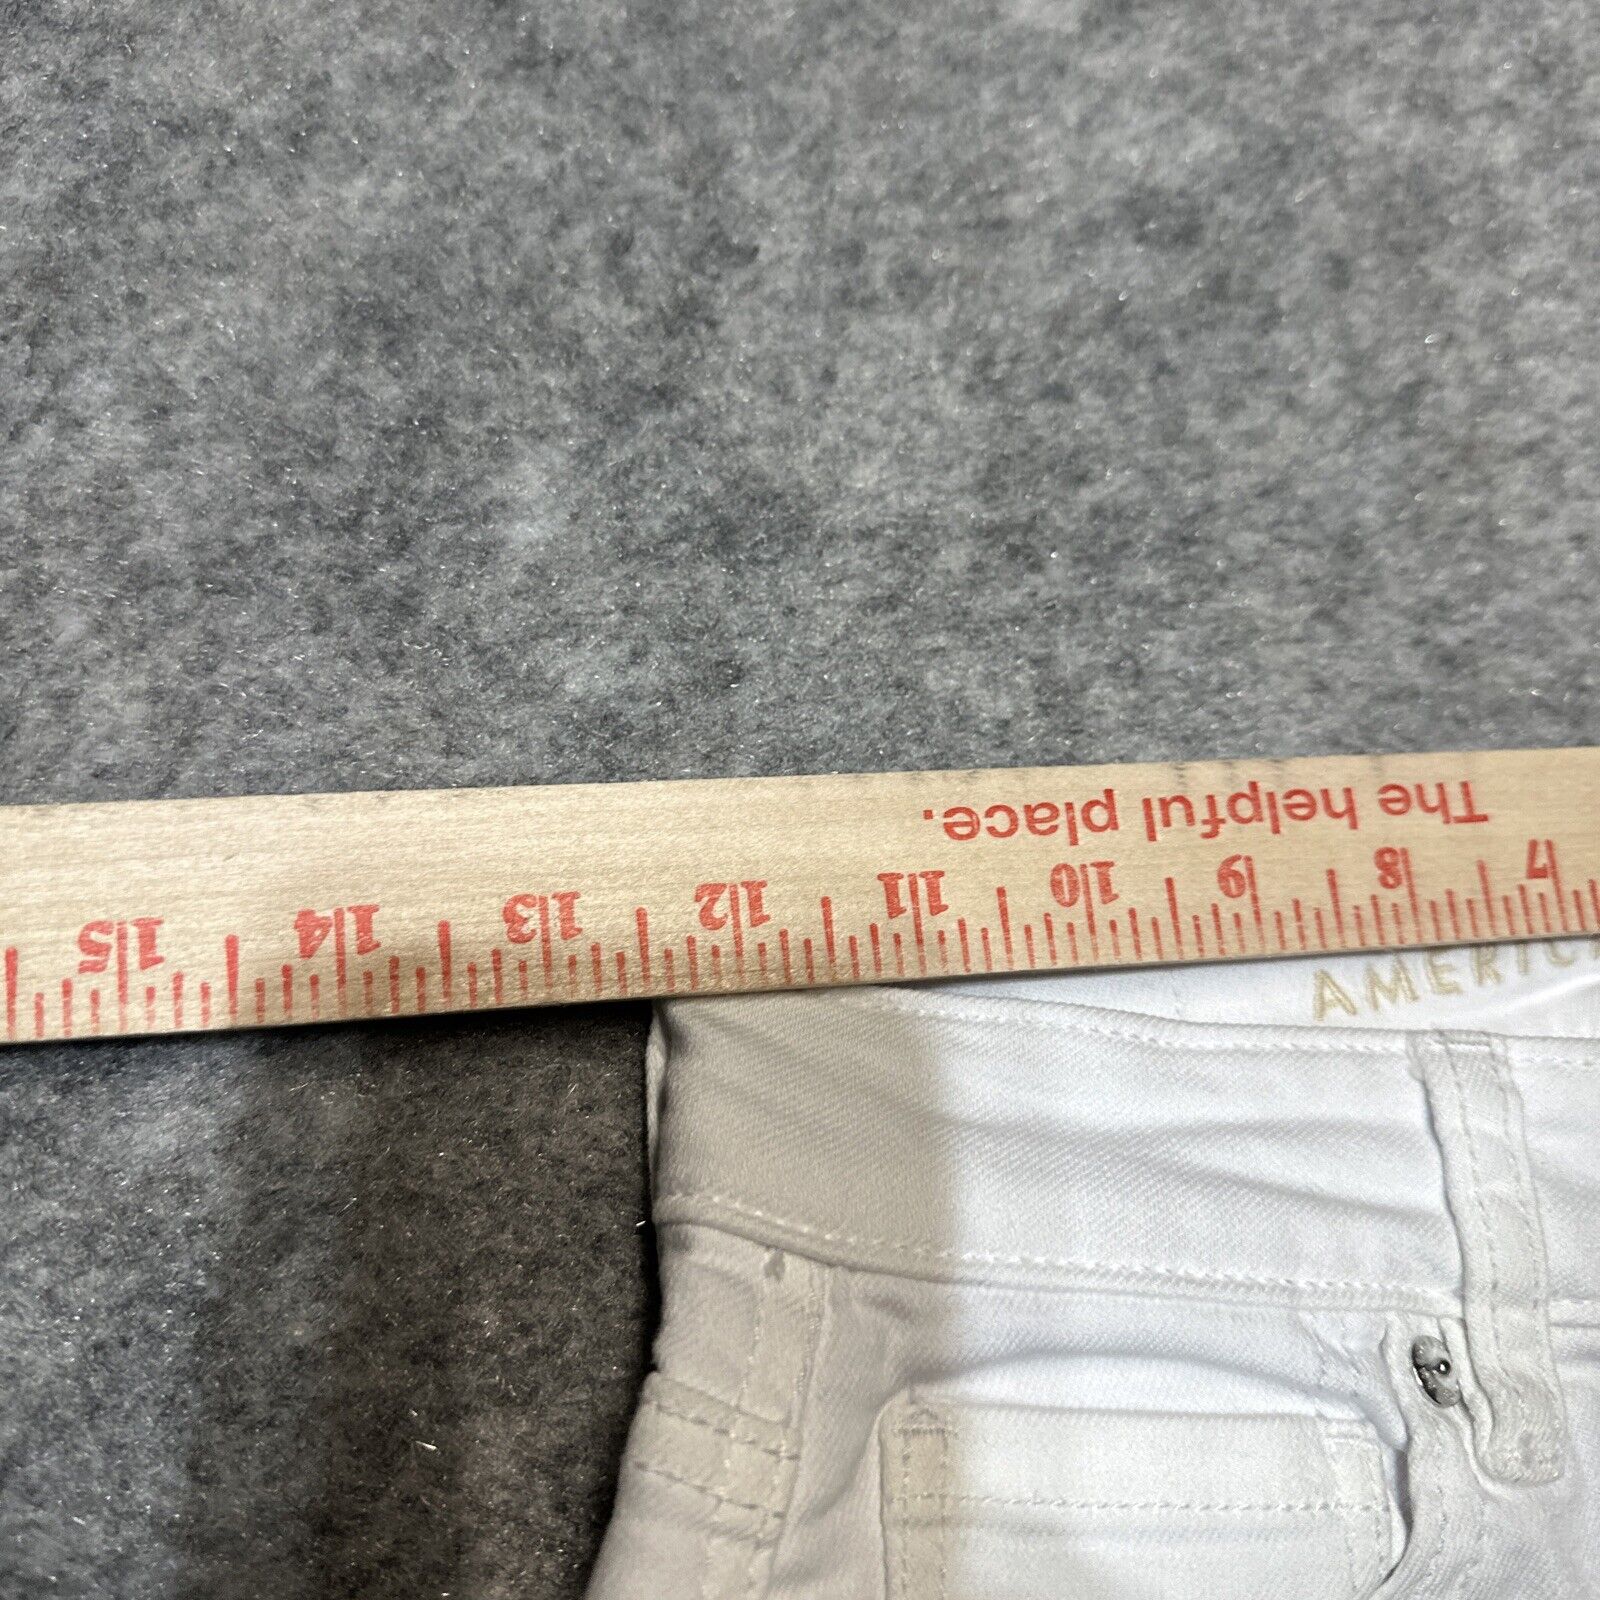 The helpful place.
7 8 9 10 11 12 13 14 15
AMERIC